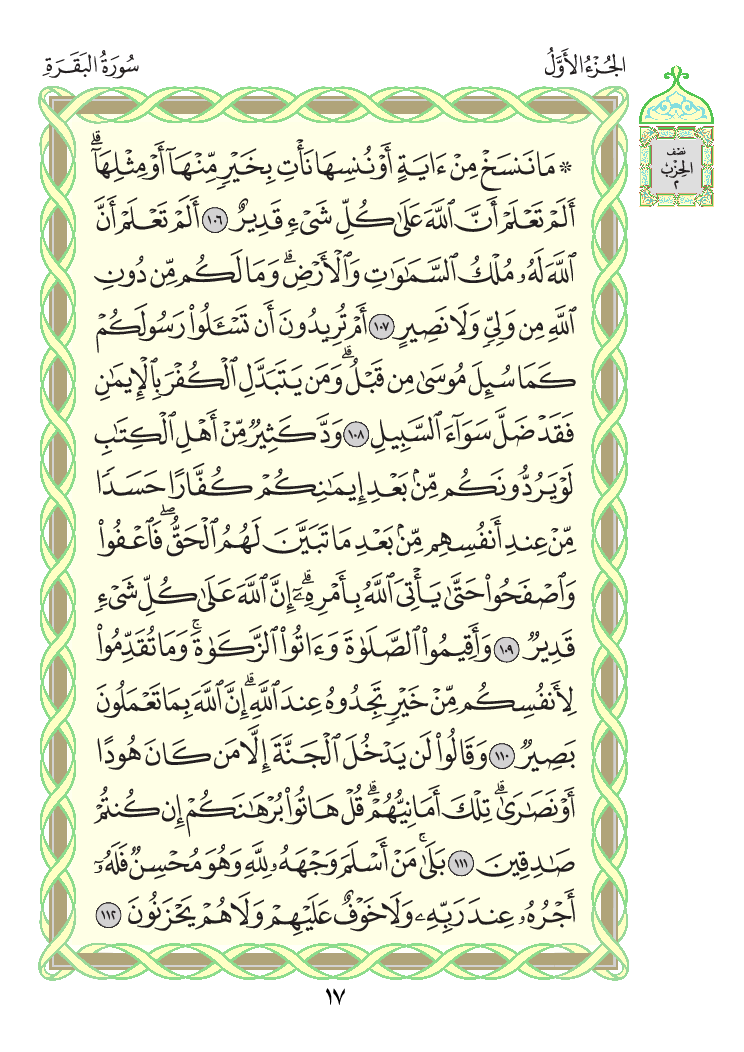 الجُزْءُ الأَوَّلُ
سُورَةُ البَقَرَةِ
نصف
الحِزْب
٢
۞ مَا نَنسَخْ مِنْ ءَايَةٍ أَوْ نُنسِهَا نَأْتِ بِخَيْرٍ مِّنْهَآ أَوْ مِثْلِهَآۗ
أَلَمْ تَعْلَمْ أَنَّ ٱللَّهَ عَلَىٰ كُلِّ شَىْءٍ قَدِيرٌ ١٠٦ أَلَمْ تَعْلَمْ أَنَّ
ٱللَّهَ لَهُۥ مُلْكُ ٱلسَّمَـٰوَٰتِ وَٱلْأَرْضِۗ وَمَا لَكُم مِّن دُونِ
ٱللَّهِ مِن وَلِىٍّ وَلَا نَصِيرٍ ١٠٧ أَمْ تُرِيدُونَ أَن تَسْـَٔلُوا۟ رَسُولَكُمْ
كَمَا سُئِلَ مُوسَىٰ مِن قَبْلُۗ وَمَن يَتَبَدَّلِ ٱلْكُفْرَ بِٱلْإِيمَـٰنِ
فَقَدْ ضَلَّ سَوَآءَ ٱلسَّبِيلِ ١٠٨ وَدَّ كَثِيرٌ مِّنْ أَهْلِ ٱلْكِتَـٰبِ
لَوْ يَرُدُّونَكُم مِّنۢ بَعْدِ إِيمَـٰنِكُمْ كُفَّارًا حَسَدًا
مِّنْ عِندِ أَنفُسِهِم مِّنۢ بَعْدِ مَا تَبَيَّنَ لَهُمُ ٱلْحَقُّۖ فَٱعْفُوا۟
وَٱصْفَحُوا۟ حَتَّىٰ يَأْتِىَ ٱللَّهُ بِأَمْرِهِۦٓۗ إِنَّ ٱللَّهَ عَلَىٰ كُلِّ شَىْءٍ
قَدِيرٌ ١٠٩ وَأَقِيمُوا۟ ٱلصَّلَوٰةَ وَءَاتُوا۟ ٱلزَّكَوٰةَۚ وَمَا تُقَدِّمُوا۟
لِأَنفُسِكُم مِّنْ خَيْرٍ تَجِدُوهُ عِندَ ٱللَّهِۗ إِنَّ ٱللَّهَ بِمَا تَعْمَلُونَ
بَصِيرٌ ١١٠ وَقَالُوا۟ لَن يَدْخُلَ ٱلْجَنَّةَ إِلَّا مَن كَانَ هُودًا
أَوْ نَصَـٰرَىٰۗ تِلْكَ أَمَانِيُّهُمْۗ قُلْ هَاتُوا۟ بُرْهَـٰنَكُمْ إِن كُنتُمْ
صَـٰدِقِينَ ١١١ بَلَىٰۚ مَنْ أَسْلَمَ وَجْهَهُۥ لِلَّهِ وَهُوَ مُحْسِنٌ فَلَهُۥٓ
أَجْرُهُۥ عِندَ رَبِّهِۦ وَلَا خَوْفٌ عَلَيْهِمْ وَلَا هُمْ يَحْزَنُونَ ١١٢
١٧